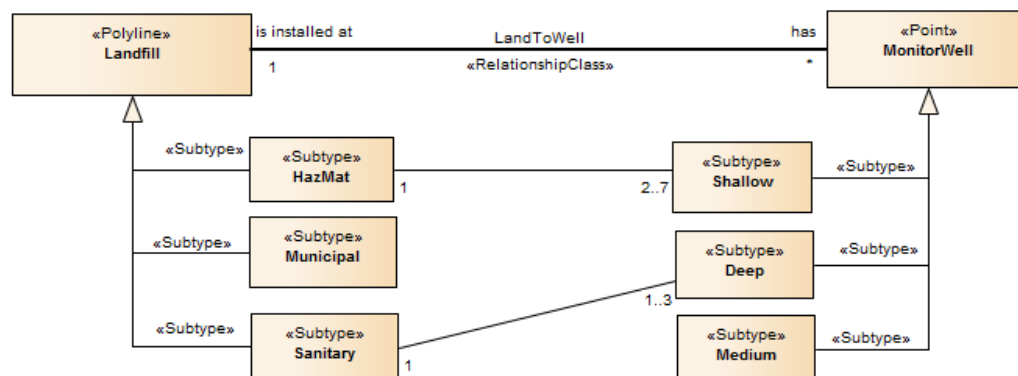 «Polyline»
Landfill
is installed at
LandToWell
has
1
«RelationshipClass»
*
«Point»
MonitorWell
«Subtype»
«Subtype»
HazMat
1
2..7
«Subtype»
Shallow
«Subtype»
«Subtype»
«Subtype»
Municipal
«Subtype»
Deep
«Subtype»
1..3
«Subtype»
«Subtype»
Sanitary
1
«Subtype»
Medium
«Subtype»